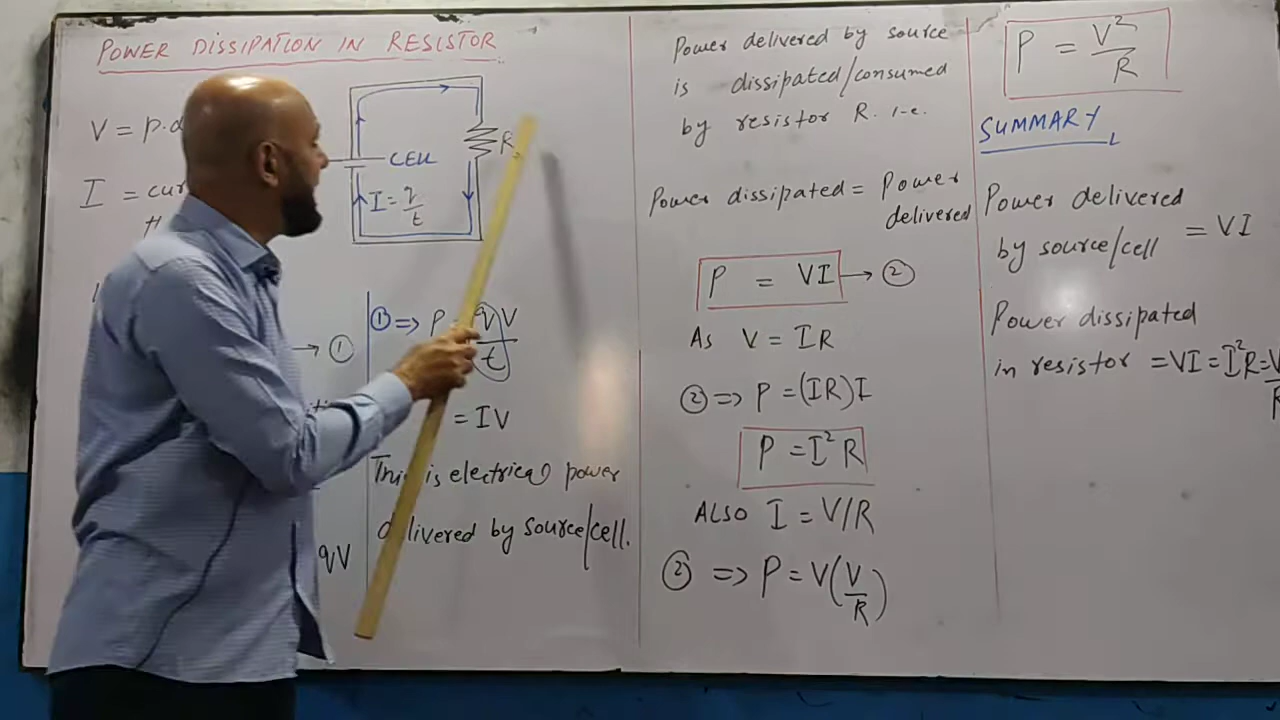 POWER DISSIPATION IN RESISTOR
V = p.d
I = cur
CELL
R
I = q/t
→ ①
qV
① ⇒ P = qV/t
= IV
This is electrical power
delivered by source/cell.
Power delivered by source
is dissipated/consumed
by resistor R. i.e.
Power dissipated = Power
delivered
P = VI → ②
As V = IR
② ⇒ P = (IR)I
P = I²R
ALSO I = V/R
② ⇒ P = V(V/R)
P = V²/R
SUMMARY
Power delivered
by source/cell = VI
Power dissipated
in resistor = VI = I²R = V/R